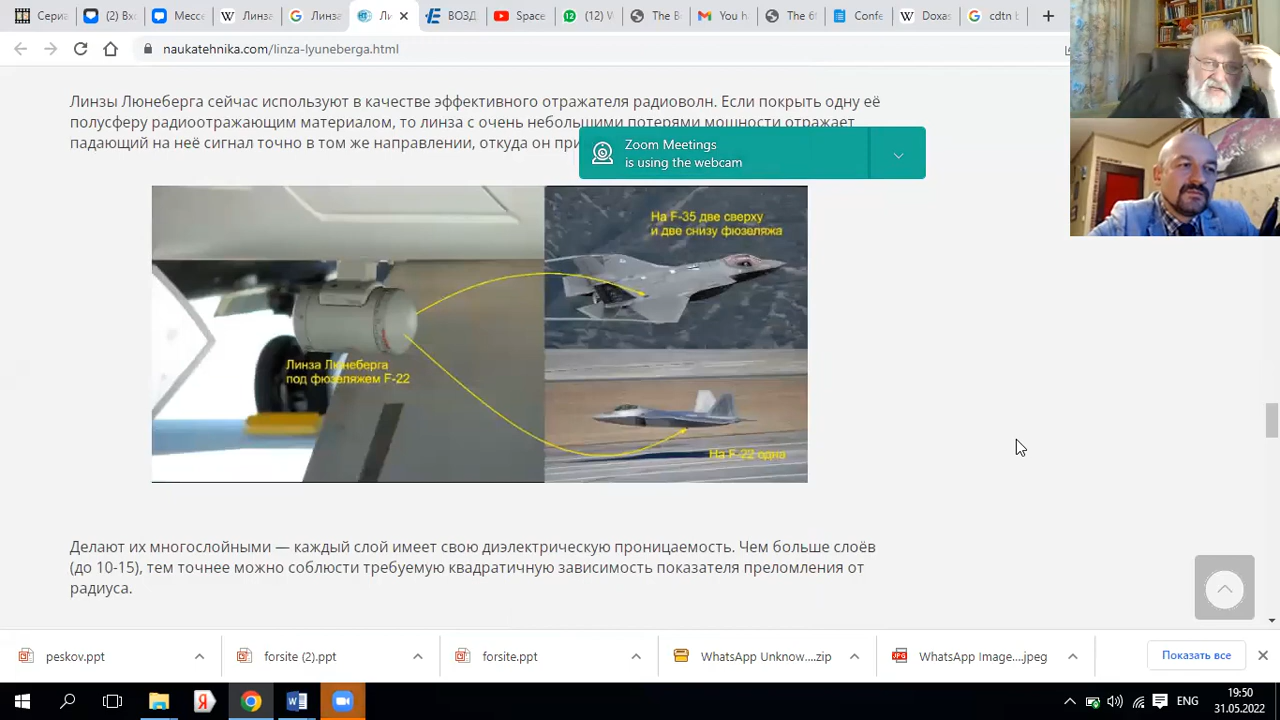 Сериа
(2) Вхо
Мессе
Линза
Линза
Ли
ВОЗД
Space
(12) W
The B
You h
The 6t
Confe
Doxas
cdtn b
naukatehnika.com/linza-lyuneberga.html
Линзы Люнеберга сейчас используют в качестве эффективного отражателя радиоволн. Если покрыть одну её
полусферу радиоотражающим материалом, то линза с очень небольшими потерями мощности отражает
падающий на неё сигнал точно в том же направлении, откуда он при
Zoom Meetings
is using the webcam
На F-35 две сверху
и две снизу фюзеляжа
Линза Люнеберга
под фюзеляжем F-22
На F-22 одна
Делают их многослойными — каждый слой имеет свою диэлектрическую проницаемость. Чем больше слоёв
(до 10-15), тем точнее можно соблюсти требуемую квадратичную зависимость показателя преломления от
радиуса.
peskov.ppt
forsite (2).ppt
forsite.ppt
WhatsApp Unknow....zip
WhatsApp Image....jpeg
Показать все
ENG
19:50
31.05.2022